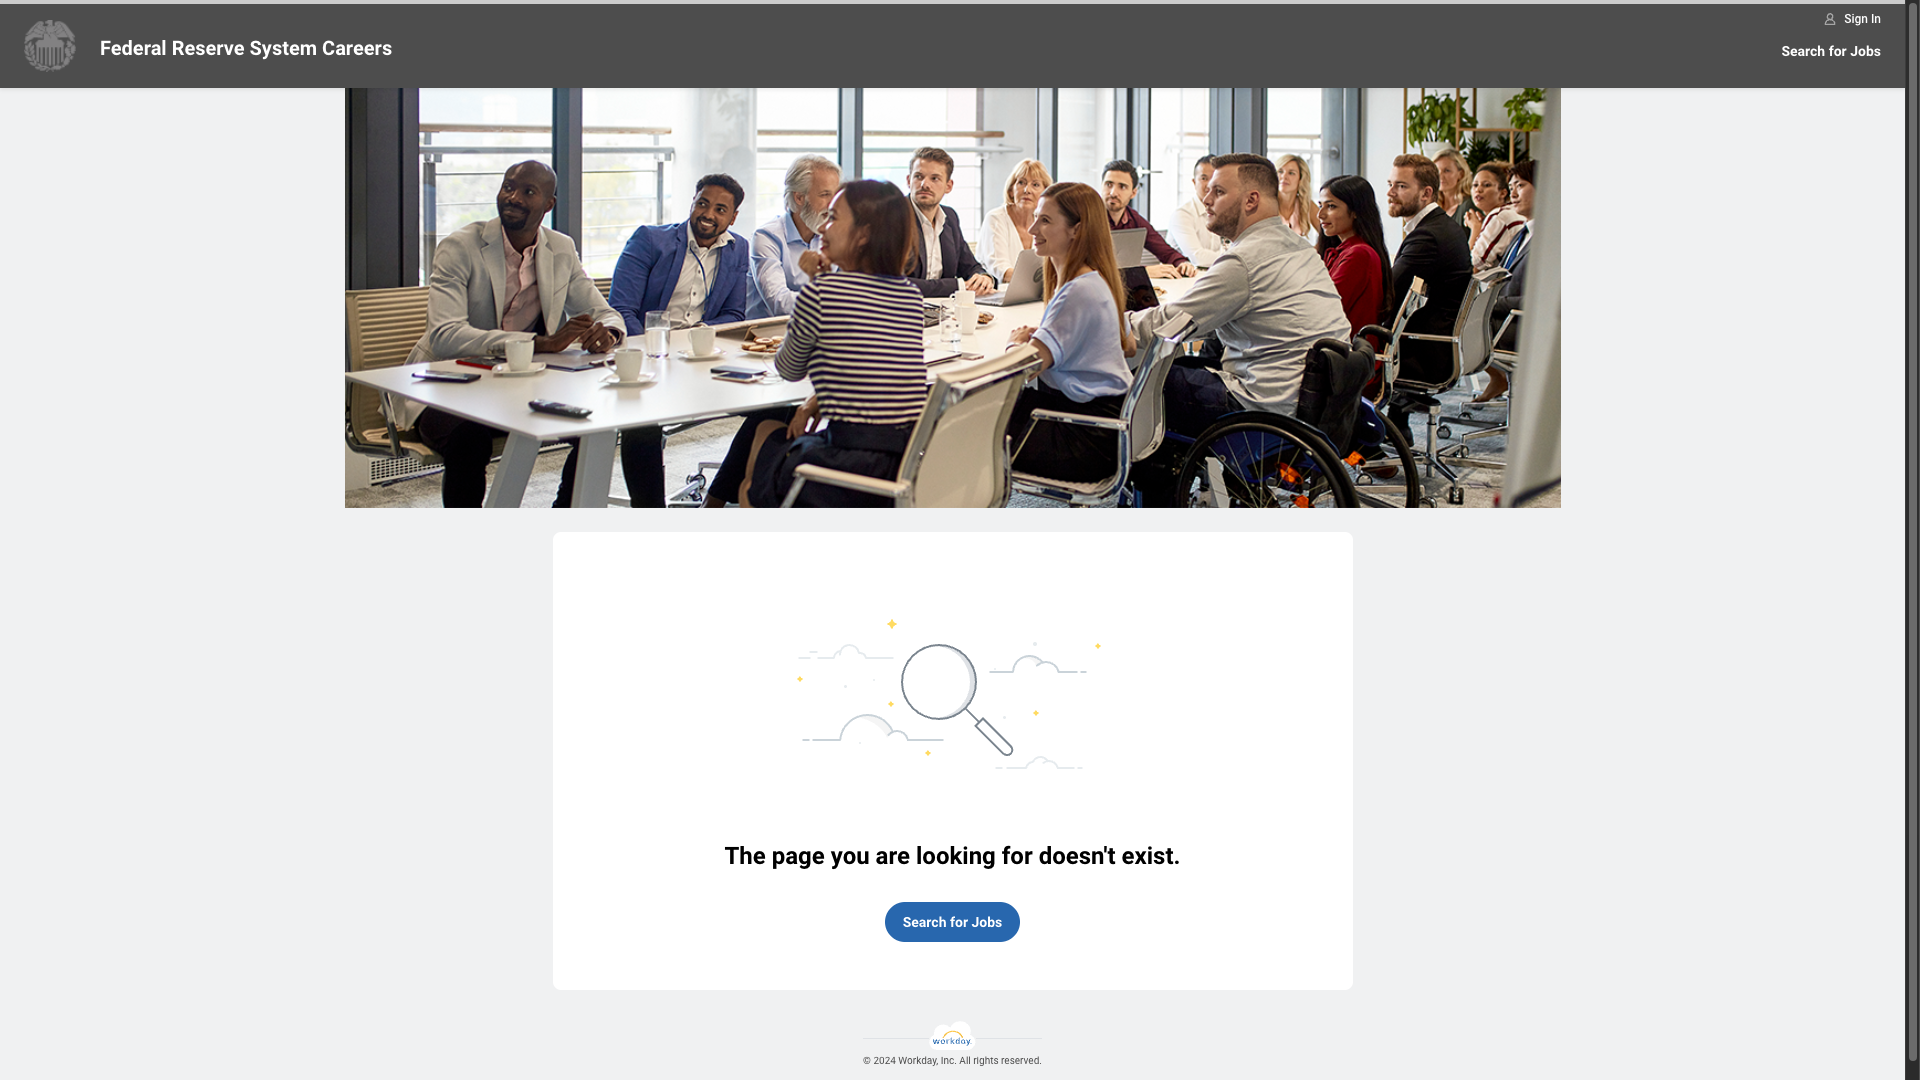 Sign In
Federal Reserve System Careers
Search for Jobs
The page you are looking for doesn't exist.
Search for Jobs
workday.
© 2024 Workday, Inc. All rights reserved.